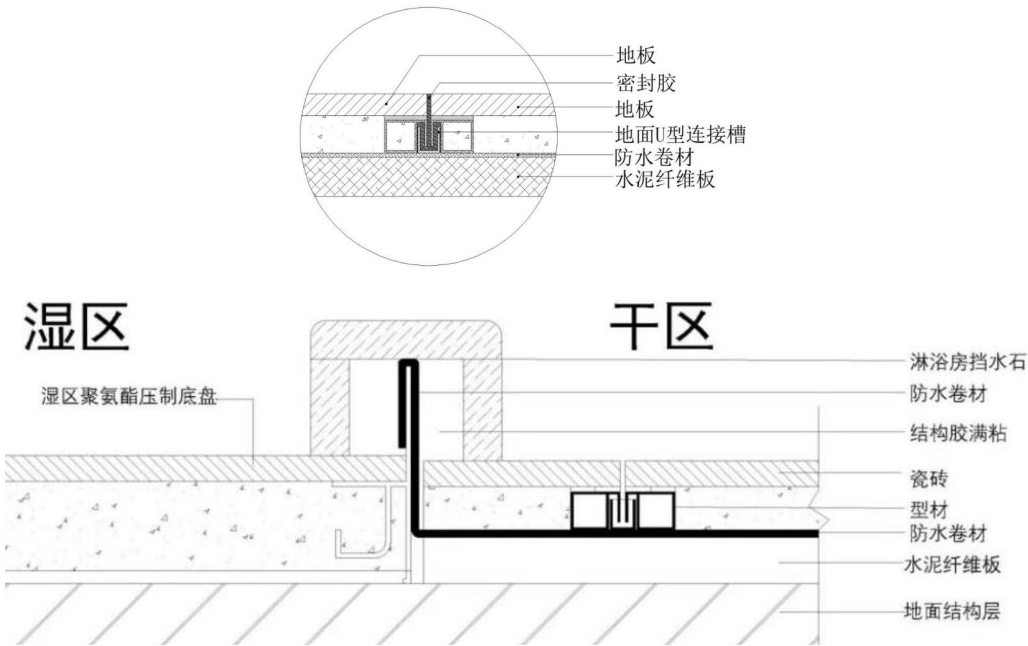 地板
密封胶
地板
地面U型连接槽
防水卷材
水泥纤维板
湿区
干区
湿区聚氨酯压制底盘
淋浴房挡水石
防水卷材
结构胶满粘
瓷砖
型材
防水卷材
水泥纤维板
地面结构层